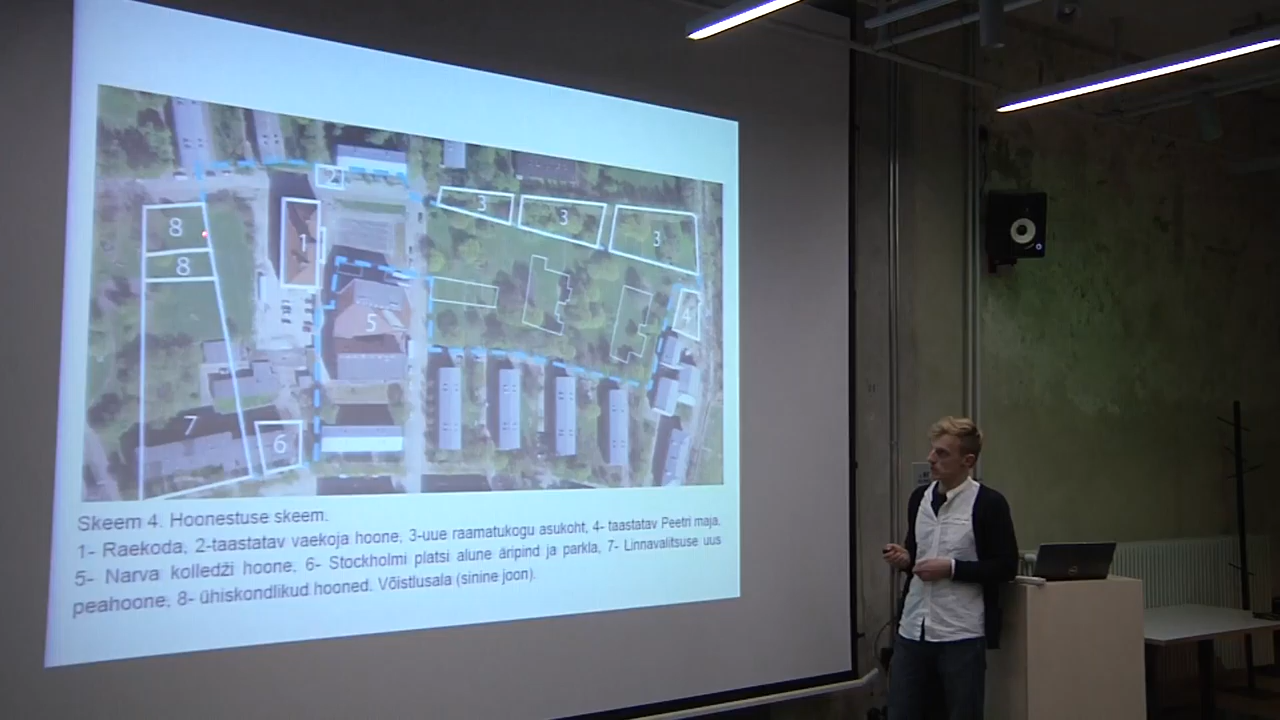 2
3
3
3
8
1
8
4
5
7
6
Skeem 4. Hoonestuse skeem.
1- Raekoda, 2-taastatav vaekoja hoone, 3-uue raamatukogu asukoht, 4- taastatav Peetri maja,
5- Narva kolledži hoone, 6- Stockholmi platsi alune äripind ja parkla, 7- Linnavalitsuse uus
peahoone, 8- ühiskondlikud hooned. Võistlusala (sinine joon).